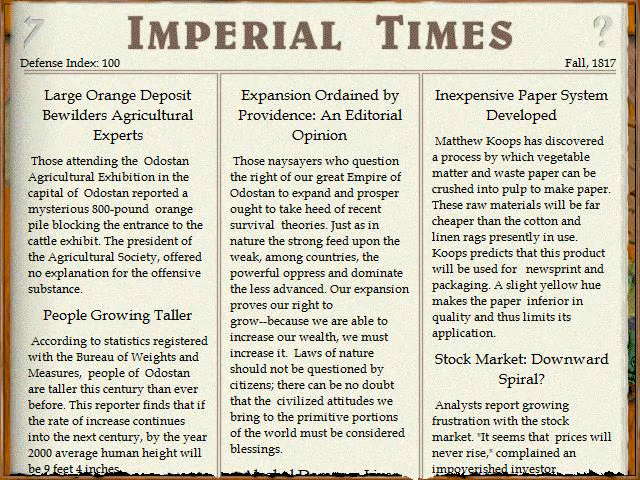 IMPERIAL TIMES
Defense Index: 100
Fall, 1817
Large Orange Deposit
Bewilders Agricultural
Experts
Those attending the Odostan
Agricultural Exhibition in the
capital of Odostan reported a
mysterious 800-pound orange
pile blocking the entrance to the
cattle exhibit. The president of
the Agricultural Society, offered
no explanation for the offensive
substance.
People Growing Taller
According to statistics registered
with the Bureau of Weights and
Measures, people of Odostan
are taller this century than ever
before. This reporter finds that if
the rate of increase continues
into the next century, by the year
2000 average human height will
be 9 feet 4 inches.
Expansion Ordained by
Providence: An Editorial
Opinion
Those naysayers who question
the right of our great Empire of
Odostan to expand and prosper
ought to take heed of recent
survival theories. Just as in
nature the strong feed upon the
weak, among countries, the
powerful oppress and dominate
the less advanced. Our expansion
proves our right to
grow--because we are able to
increase our wealth, we must
increase it. Laws of nature
should not be questioned by
citizens; there can be no doubt
that the civilized attitudes we
bring to the primitive portions
of the world must be considered
blessings.
Inexpensive Paper System
Developed
Matthew Koops has discovered
a process by which vegetable
matter and waste paper can be
crushed into pulp to make paper.
These raw materials will be far
cheaper than the cotton and
linen rags presently in use.
Koops predicts that this product
will be used for newsprint and
packaging. A slight yellow hue
makes the paper inferior in
quality and thus limits its
application.
Stock Market: Downward
Spiral?
Analysts report growing
frustration with the stock
market. "It seems that prices will
never rise," complained an
impoverished investor.